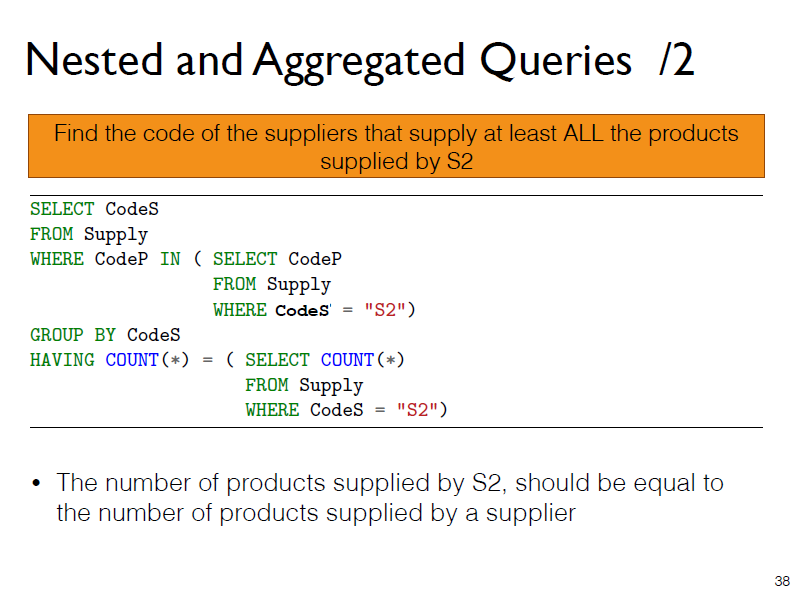 Nested and Aggregated Queries /2
Find the code of the suppliers that supply at least ALL the products
supplied by S2
SELECT CodeS
FROM Supply
WHERE CodeP IN ( SELECT CodeP
FROM Supply
WHERE CodeS' = "S2")
GROUP BY CodeS
HAVING COUNT(*) = ( SELECT COUNT(*)
FROM Supply
WHERE CodeS = "S2")
• The number of products supplied by S2, should be equal to
the number of products supplied by a supplier
38